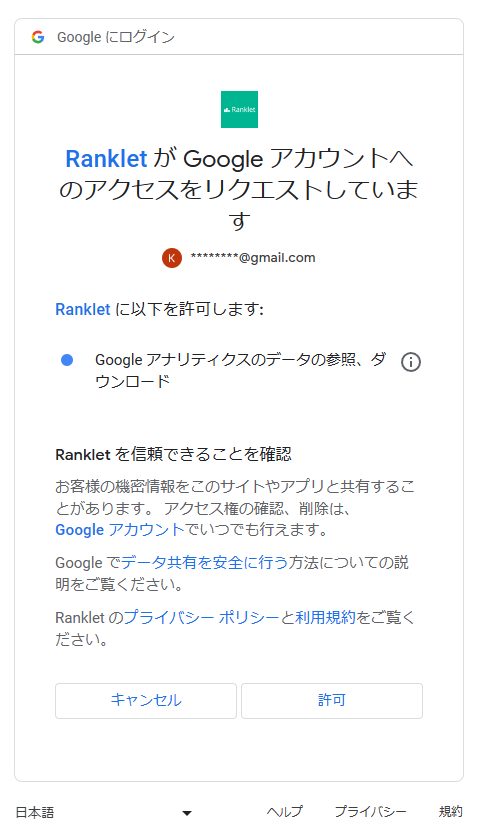 Google にログイン
Ranklet
Ranklet が Google アカウントへ
のアクセスをリクエストしていま
す
K ********@gmail.com
Ranklet に以下を許可します:
Google アナリティクスのデータの参照、ダ
ウンロード
Ranklet を信頼できることを確認
お客様の機密情報をこのサイトやアプリと共有するこ
とがあります。 アクセス権の確認、削除は、
Google アカウントでいつでも行えます。
Google でデータ共有を安全に行う方法についての説
明をご覧ください。
Ranklet のプライバシー ポリシーと利用規約をご覧く
ださい。
キャンセル 許可
日本語 ヘルプ プライバシー 規約